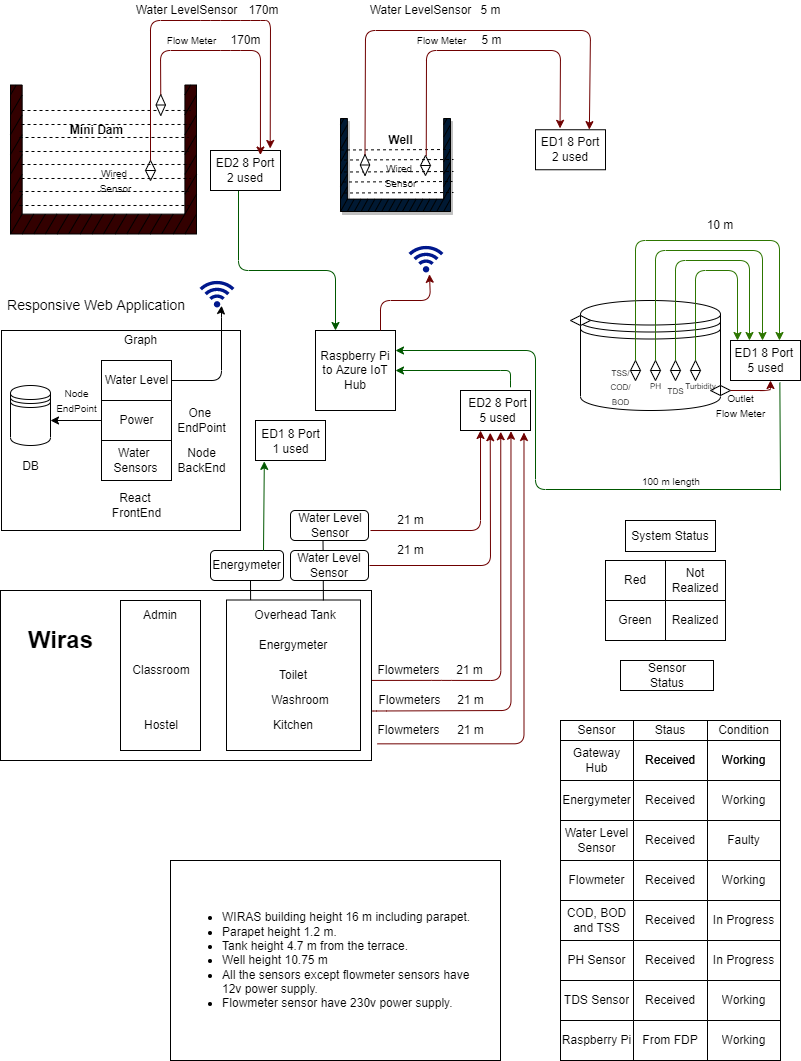 Water LevelSensor 170m
Flow Meter 170m
Water LevelSensor 5 m
Flow Meter 5 m
Mini Dam
Wired
Sensor
ED2 8 Port
2 used
Well
Wired
Sensor
ED1 8 Port
2 used
10 m
Responsive Web Application
Graph
Water Level
Node
EndPoint
Power
One
EndPoint
Water
Sensors
Node
BackEnd
DB
React
FrontEnd
Raspberry Pi
to Azure IoT
Hub
ED2 8 Port
5 used
ED1 8 Port
1 used
TSS/
COD/
BOD
PH
TDS
Turbidity
ED1 8 Port
5 used
Outlet
Flow Meter
100 m length
Water Level
Sensor
21 m
Energymeter
Water Level
Sensor
21 m
Wiras
Admin
Classroom
Hostel
Overhead Tank
Energymeter
Toilet
Washroom
Kitchen
Flowmeters 21 m
Flowmeters 21 m
Flowmeters 21 m
System Status
Red Not
Realized
Green Realized
Sensor
Status
Sensor Staus Condition
Gateway
Hub Received Working
Energymeter Received Working
Water Level
Sensor Received Faulty
Flowmeter Received Working
COD, BOD
and TSS Received In Progress
PH Sensor Received In Progress
TDS Sensor Received Working
Raspberry Pi From FDP Working
• WIRAS building height 16 m including parapet.
• Parapet height 1.2 m.
• Tank height 4.7 m from the terrace.
• Well height 10.75 m
• All the sensors except flowmeter sensors have
12v power supply.
• Flowmeter sensor have 230v power supply.